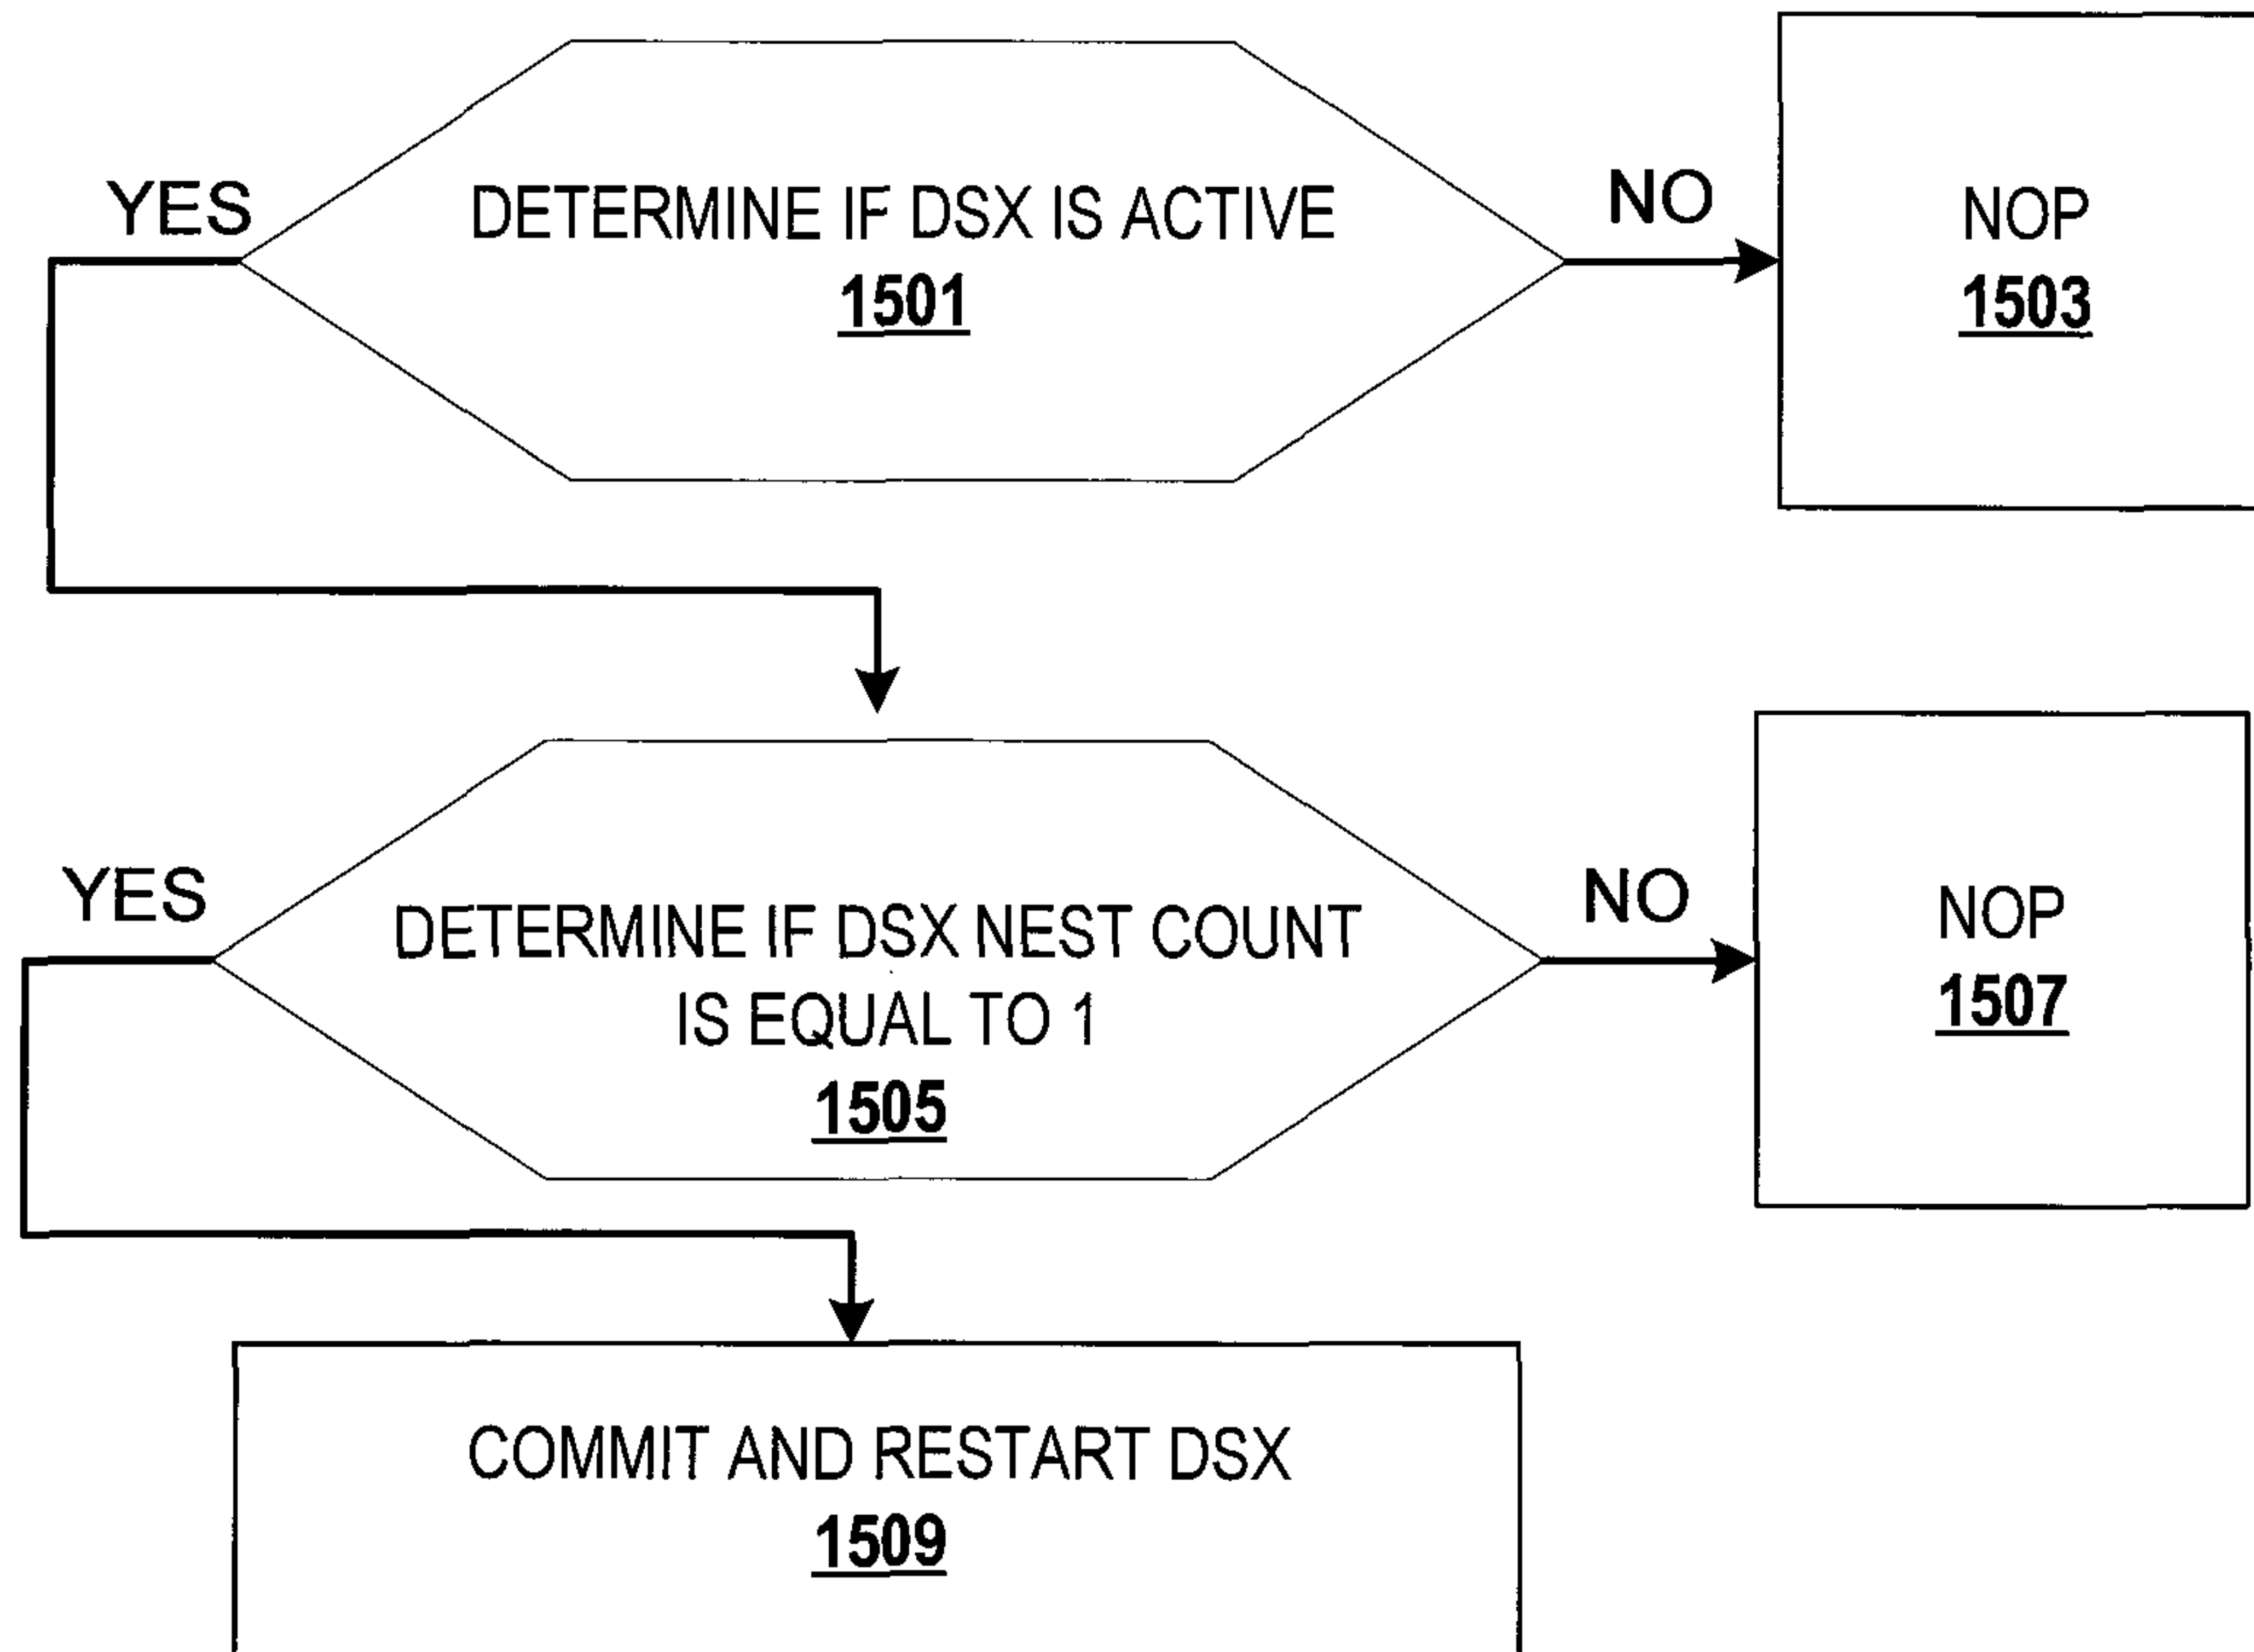 YES
DETERMINE IF DSX IS ACTIVE
1501
NO
NOP
1503
YES
DETERMINE IF DSX NEST COUNT
IS EQUAL TO 1
1505
NO
NOP
1507
COMMIT AND RESTART DSX
1509